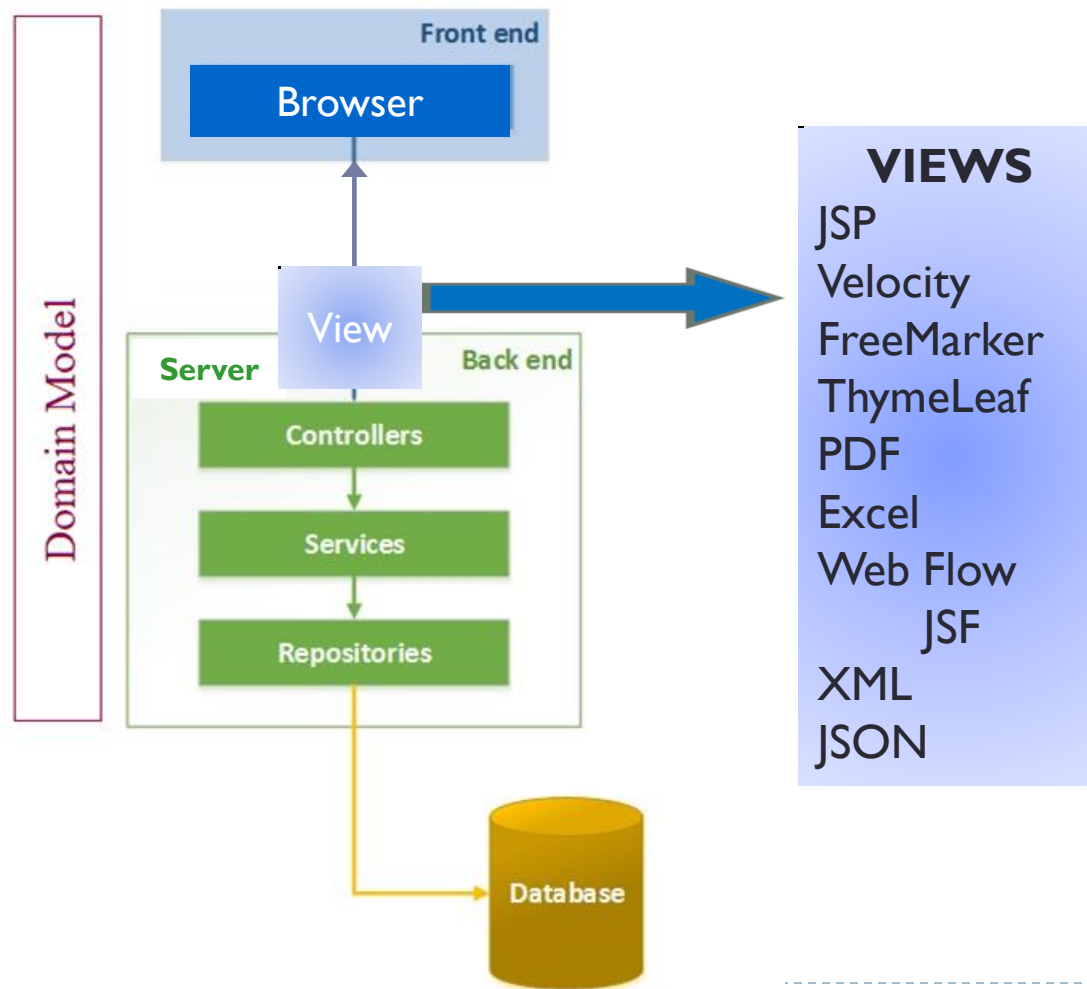 Domain Model
Front end
Browser
View
Server
Back end
Controllers
Services
Repositories
Database
VIEWS
JSP
Velocity
FreeMarker
ThymeLeaf
PDF
Excel
Web Flow
JSF
XML
JSON